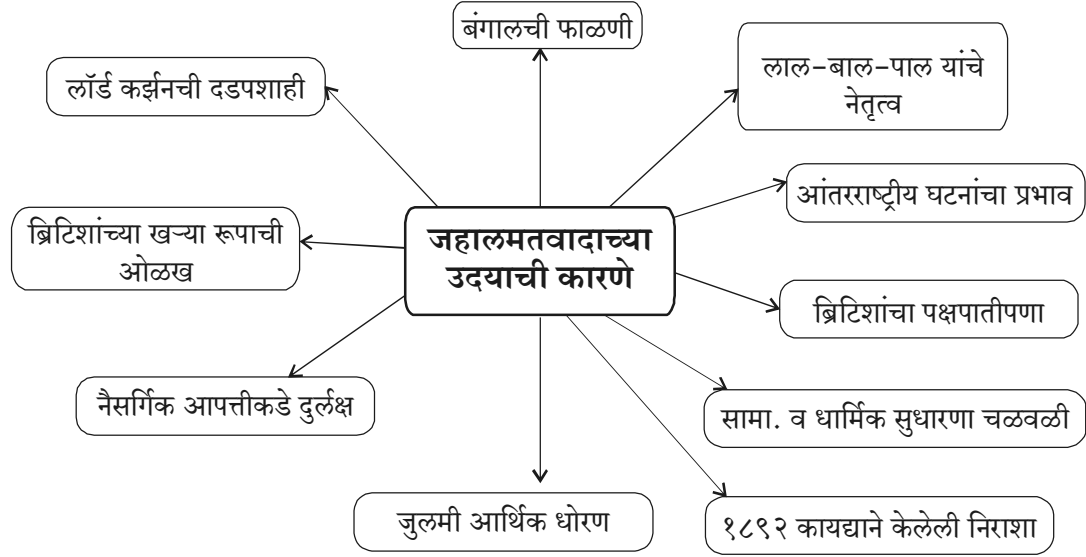 बंगालची फाळणी
लॉर्ड कर्झनची दडपशाही
लाल-बाल-पाल यांचे
नेतृत्व
आंतरराष्ट्रीय घटनांचा प्रभाव
ब्रिटिशांच्या खऱ्या रूपाची
ओळख
जहालमतवादाच्या
उदयाची कारणे
ब्रिटिशांचा पक्षपातीपणा
नैसर्गिक आपत्तीकडे दुर्लक्ष
सामा. व धार्मिक सुधारणा चळवळी
जुलमी आर्थिक धोरण
१८९२ कायद्याने केलेली निराशा